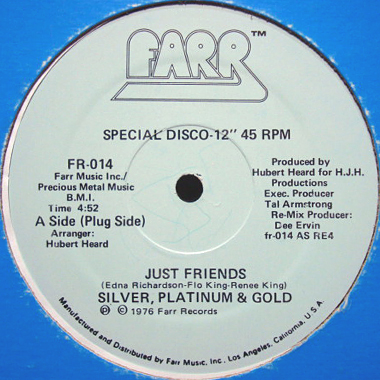 FARR™
SPECIAL DISCO-12" 45 RPM
FR-014
Farr Music Inc./
Precious Metal Music
B.M.I.
Time 4:52
A Side (Plug Side)
Arranger:
Hubert Heard
Produced by
Hubert Heard for H.J.H.
Productions
Exec. Producer
Tal Armstrong
Re-Mix Producer:
Dee Ervin
fr-014 AS RE4
JUST FRIENDS
(Edna Richardson-Flo King-Renee King)
SILVER, PLATINUM & GOLD
℗ © 1976 Farr Records
Manufactured and Distributed by Farr Music, Inc., Los Angeles, California, U.S.A.